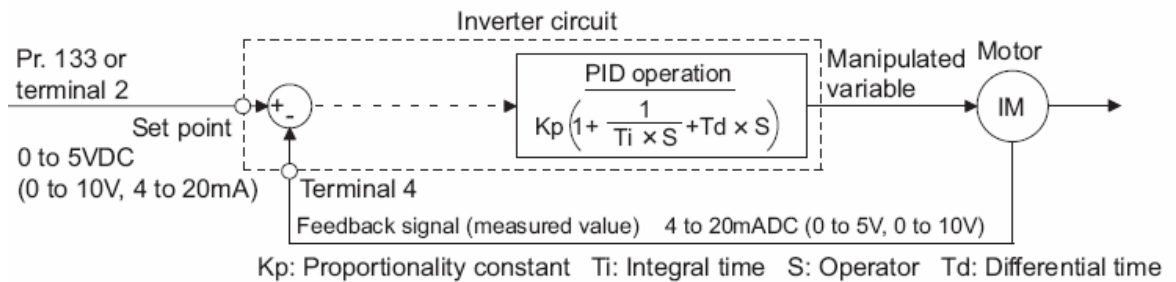 Inverter circuit
Pr. 133 or
terminal 2
Set point
0 to 5VDC
(0 to 10V, 4 to 20mA)
+
-
PID operation
Kp(1+ 1 / Ti × S +Td × S)
Manipulated
variable
Motor
IM
Terminal 4
Feedback signal (measured value) 4 to 20mADC (0 to 5V, 0 to 10V)
Kp: Proportionality constant Ti: Integral time S: Operator Td: Differential time